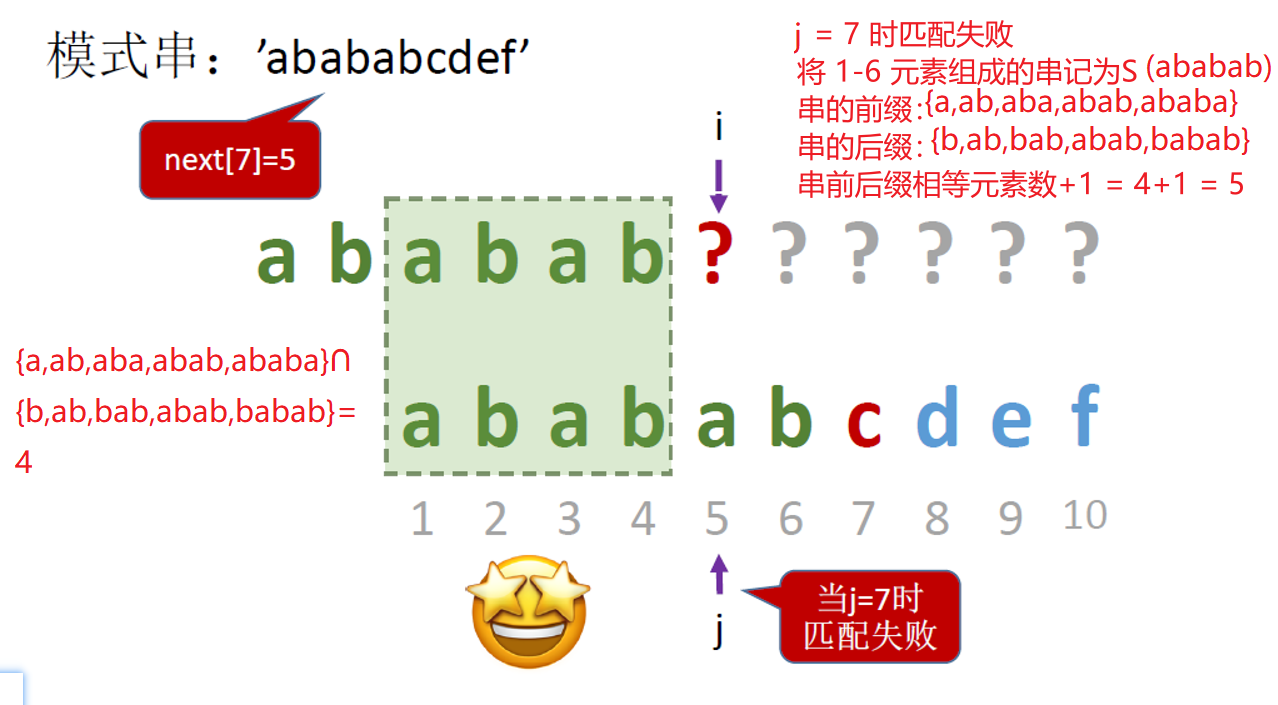 模式串：’abababcdef’
next[7]=5
j = 7 时匹配失败
将 1-6 元素组成的串记为S (ababab)
串的前缀:{a,ab,aba,abab,ababa}
串的后缀: {b,ab,bab,abab,babab}
串前后缀相等元素数+1 = 4+1 = 5
i
a b a b a b ? ? ? ? ? ?
{a,ab,aba,abab,ababa}∩
{b,ab,bab,abab,babab}=
4
a b a b a b c d e f
1 2 3 4 5 6 7 8 9 10
j
当j=7时
匹配失败